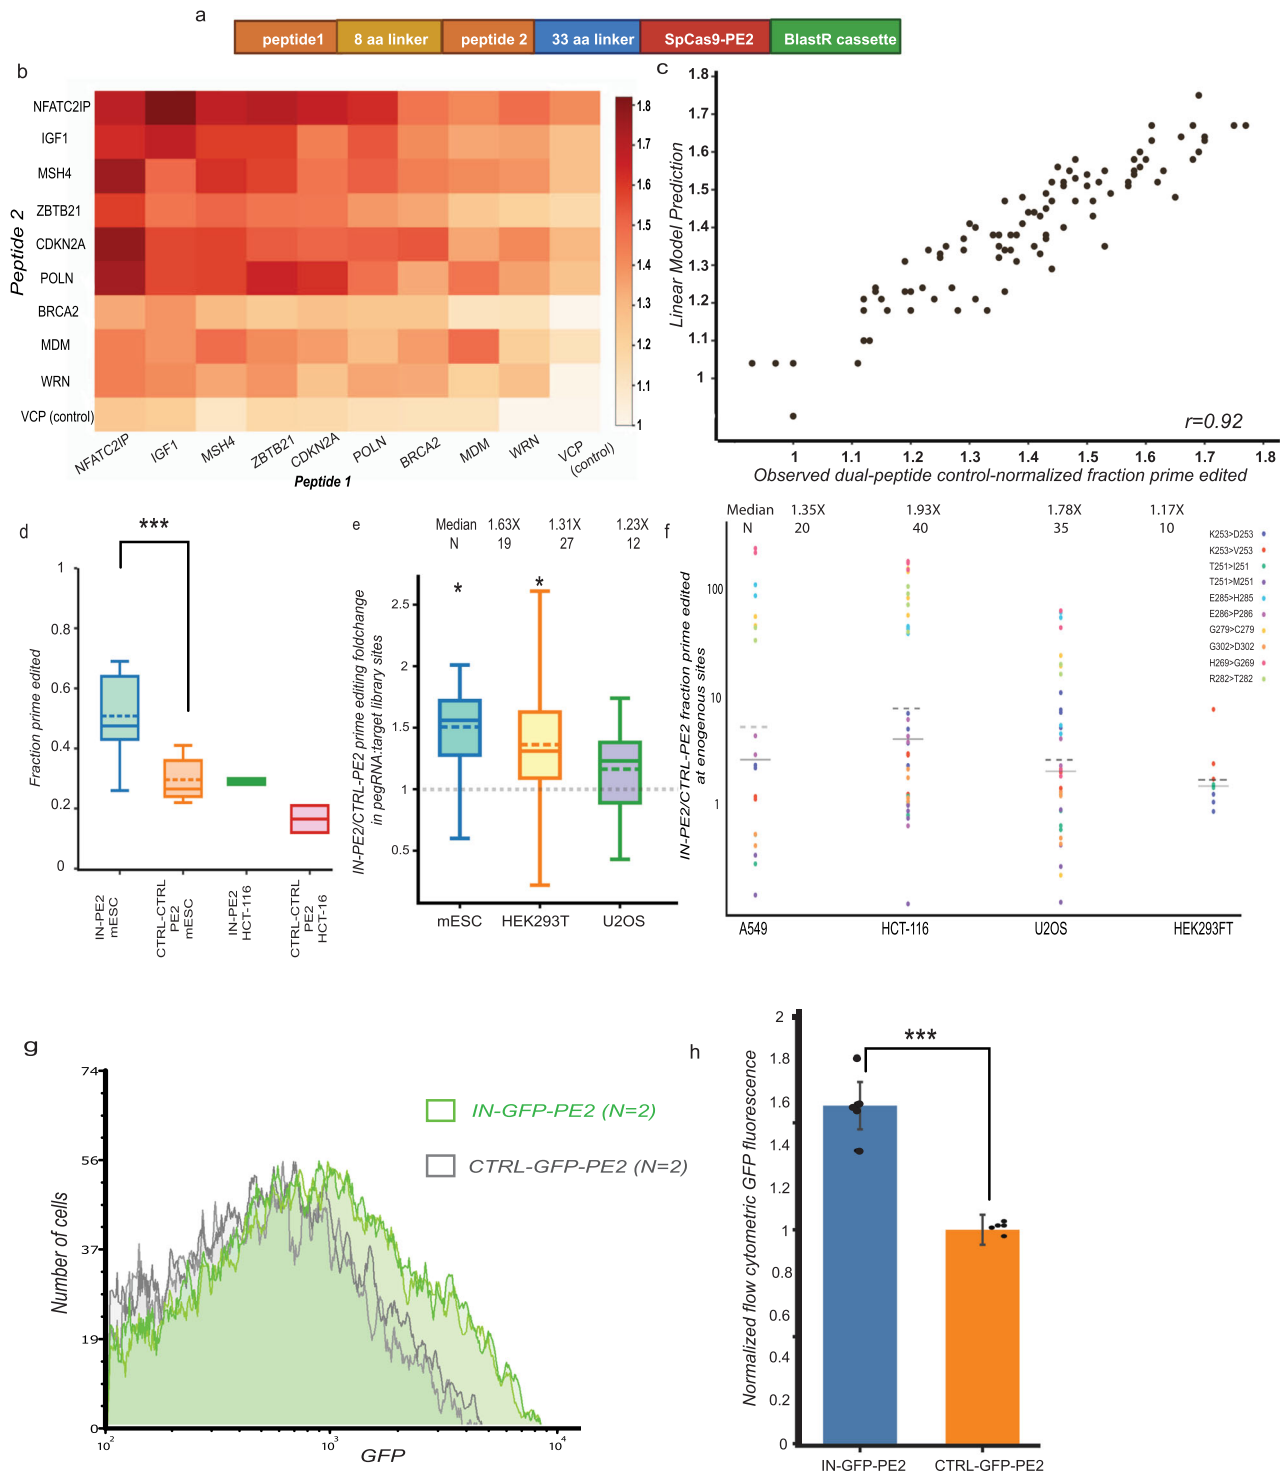 a
peptide1 8 aa linker peptide 2 33 aa linker SpCas9-PE2 BlastR cassette
b
Peptide 2
NFATC2IP
IGF1
MSH4
ZBTB21
CDKN2A
POLN
BRCA2
MDM
WRN
VCP (control)
NFATC2IP IGF1 MSH4 ZBTB21 CDKN2A POLN BRCA2 MDM WRN VCP (control)
Peptide 1
1.8
1.7
1.6
1.5
1.4
1.3
1.2
1.1
1
c
Linear Model Prediction
1.8
1.7
1.6
1.5
1.4
1.3
1.2
1.1
1
r=0.92
1 1.1 1.2 1.3 1.4 1.5 1.6 1.7 1.8
Observed dual-peptide control-normalized fraction prime edited
d
***
Fraction prime edited
1
0.8
0.6
0.4
0.2
0
IN-PE2 mESC
CTRL-CTRL PE2 mESC
IN-PE2 HCT-116
CTRL-CTRL PE2 HCT-16
e
Median 1.63X 1.31X 1.23X
N 19 27 12
IN-PE2/CTRL-PE2 prime editing foldchange
in pegRNA:target library sites
* *
2.5
2
1.5
1
0.5
mESC HEK293T U2OS
f
Median 1.35X 1.93X 1.78X 1.17X
N 20 40 35 10
IN-PE2/CTRL-PE2 fraction prime edited
at enogenous sites
100
10
1
A549 HCT-116 U2OS HEK293FT
K253>D253
K253>V253
T251>I251
T251>M251
E285>H285
E286>P286
G279>C279
G302>D302
H269>G269
R282>T282
g
Number of cells
74
56
37
19
0
IN-GFP-PE2 (N=2)
CTRL-GFP-PE2 (N=2)
10² 10³ 10⁴
GFP
h
Normalized flow cytometric GFP fluorescence
***
2
1.8
1.6
1.4
1.2
1
0.8
0.6
0.4
0.2
0
IN-GFP-PE2 CTRL-GFP-PE2